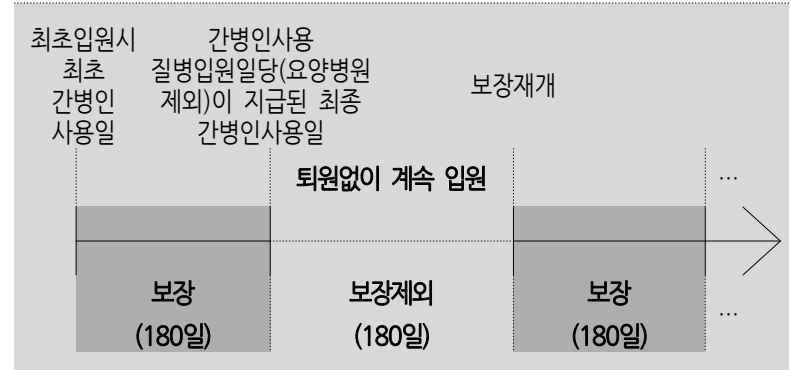 최초입원시
최초
간병인
사용일
간병인사용
질병입원일당(요양병원
제외)이 지급된 최종
간병인사용일
보장재개
퇴원없이 계속 입원
…
보장
(180일)
보장제외
(180일)
보장
(180일)
…